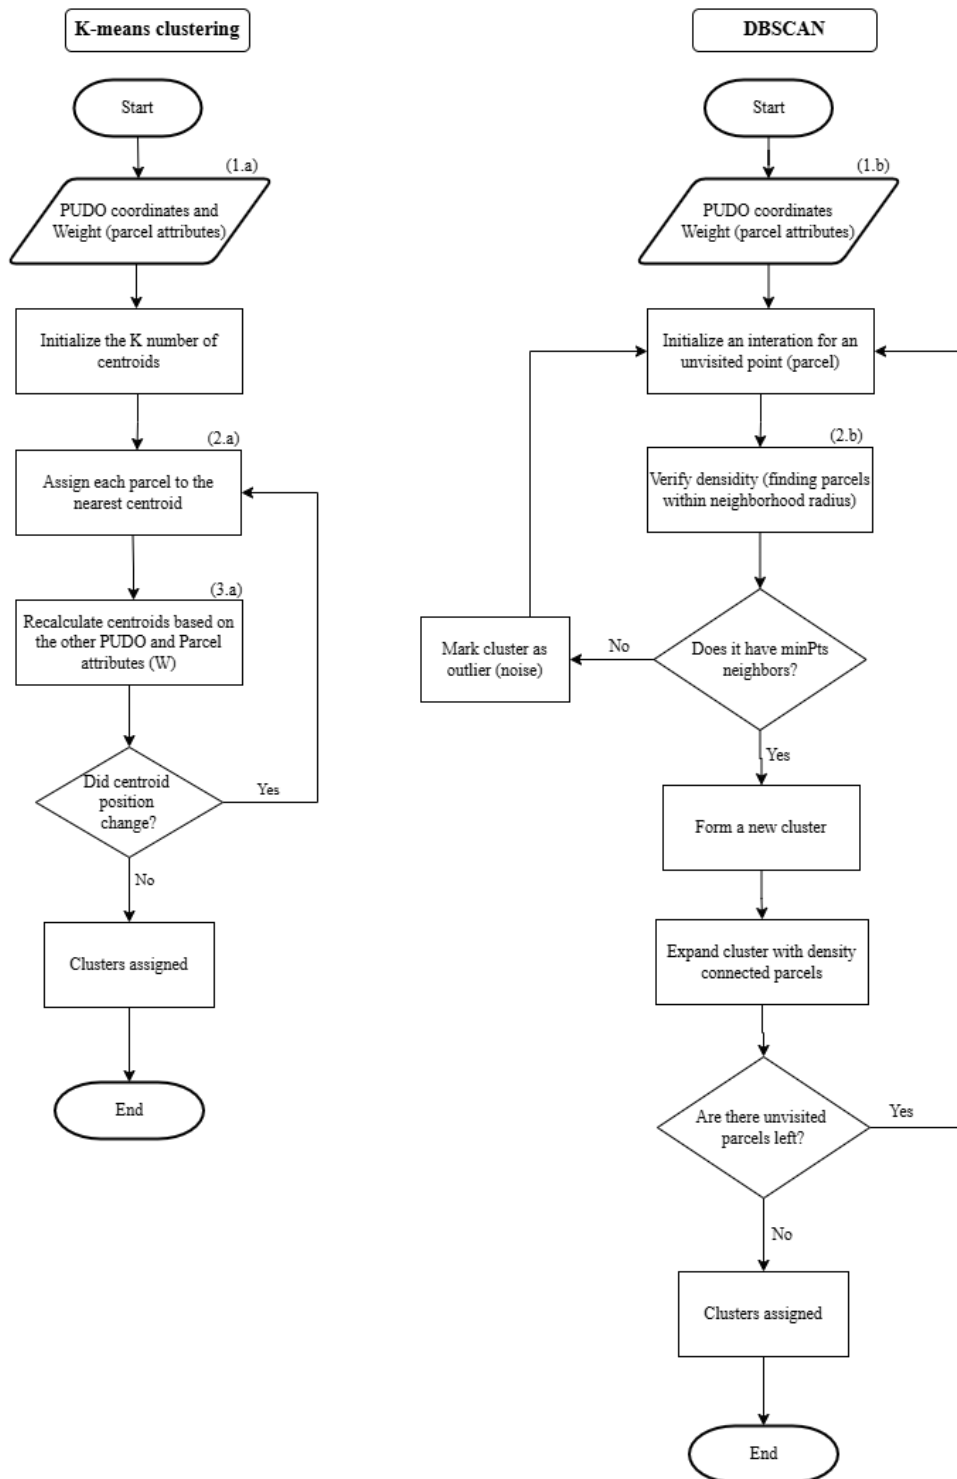 K-means clustering
Start
(1.a)
PUDO coordinates and
Weight (parcel attributes)
Initialize the K number of
centroids
(2.a)
Assign each parcel to the
nearest centroid
(3.a)
Recalculate centroids based on
the other PUDO and Parcel
attributes (W)
Did centroid
position
change?
Yes
No
Clusters assigned
End
DBSCAN
Start
(1.b)
PUDO coordinates
Weight (parcel attributes)
Initialize an interation for an
unvisited point (parcel)
(2.b)
Verify densidity (finding parcels
within neighborhood radius)
Does it have minPts
neighbors?
No
Mark cluster as
outlier (noise)
Yes
Form a new cluster
Expand cluster with density
connected parcels
Are there unvisited
parcels left?
Yes
No
Clusters assigned
End